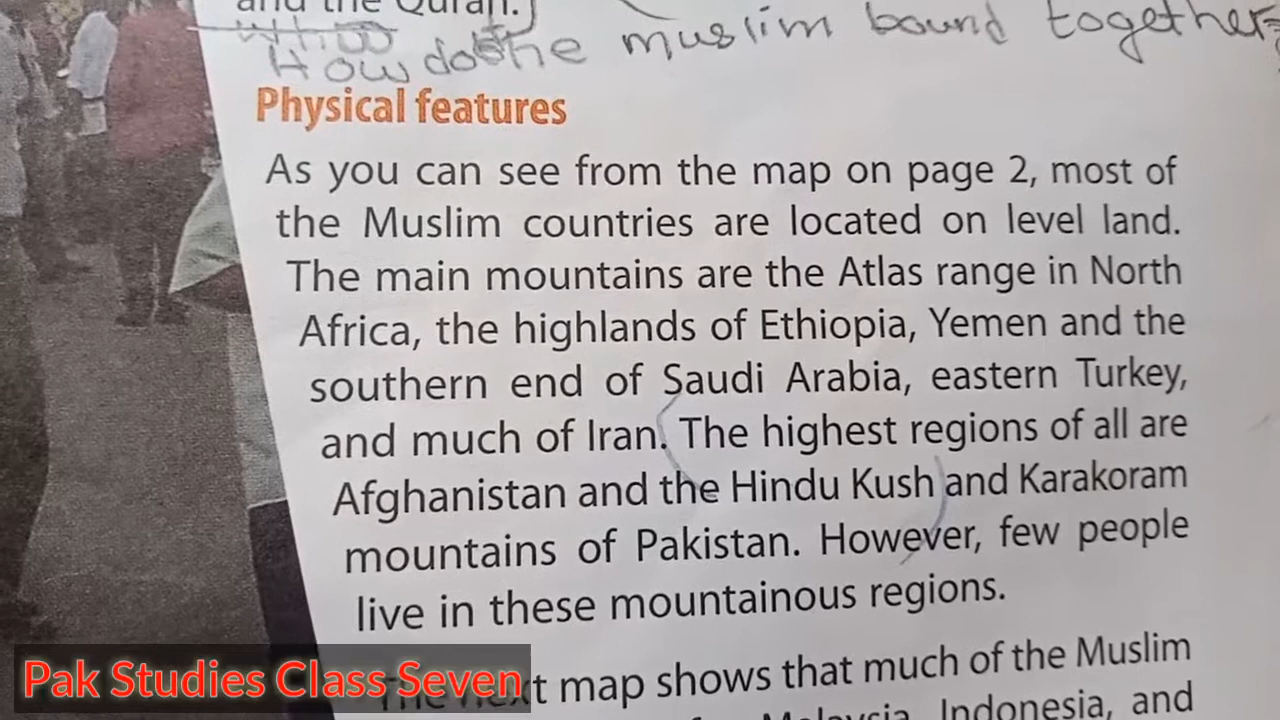 and the Quran.
How do the muslim bound together
Physical features
As you can see from the map on page 2, most of
the Muslim countries are located on level land.
The main mountains are the Atlas range in North
Africa, the highlands of Ethiopia, Yemen and the
southern end of Saudi Arabia, eastern Turkey,
and much of Iran. The highest regions of all are
Afghanistan and the Hindu Kush and Karakoram
mountains of Pakistan. However, few people
live in these mountainous regions.
The next map shows that much of the Muslim
Malaysia, Indonesia, and
Pak Studies Class Seven